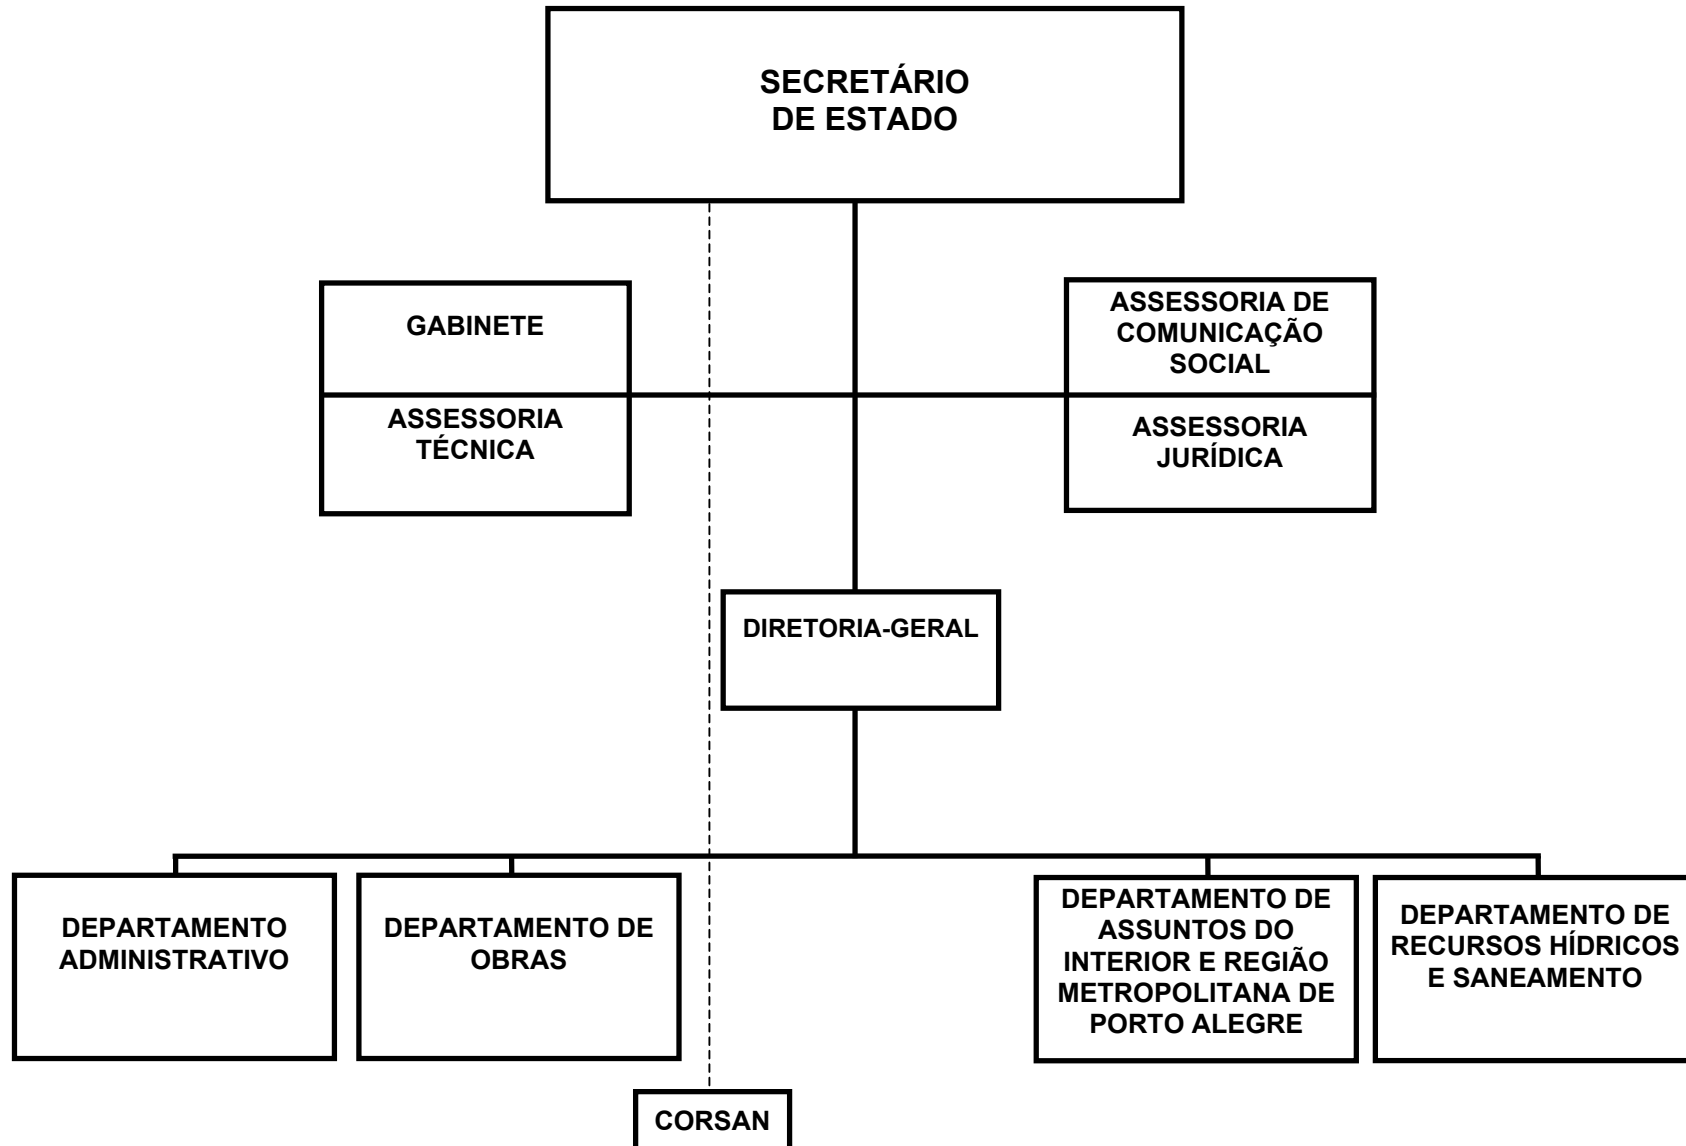 SECRETÁRIO
DE ESTADO
GABINETE
ASSESSORIA
TÉCNICA
ASSESSORIA DE
COMUNICAÇÃO
SOCIAL
ASSESSORIA
JURÍDICA
DIRETORIA-GERAL
DEPARTAMENTO
ADMINISTRATIVO
DEPARTAMENTO DE
OBRAS
DEPARTAMENTO DE
ASSUNTOS DO
INTERIOR E REGIÃO
METROPOLITANA DE
PORTO ALEGRE
DEPARTAMENTO DE
RECURSOS HÍDRICOS
E SANEAMENTO
CORSAN